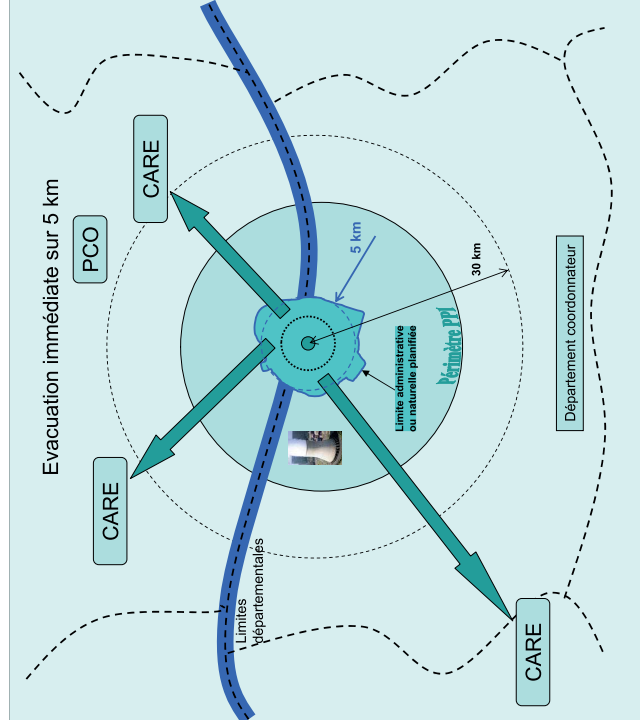 Evacuation immédiate sur 5 km
PCO
CARE
CARE
5 km
30 km
Limite administrative
ou naturelle planifiée
Périmètre PPI
Département coordonnateur
Limites
départementales
CARE